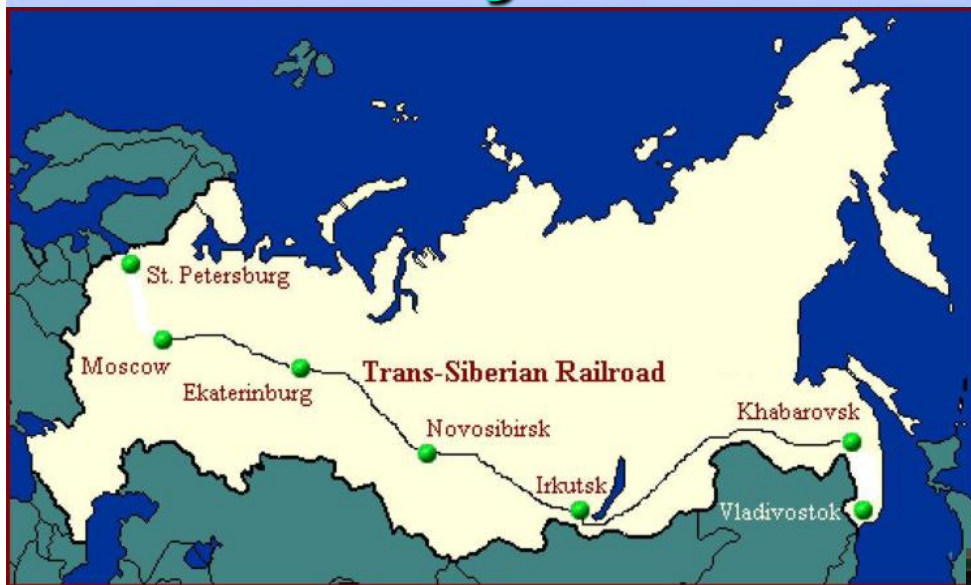 St. Petersburg
Moscow
Ekaterinburg
Trans-Siberian Railroad
Novosibirsk
Khabarovsk
Irkutsk
Vladivostok